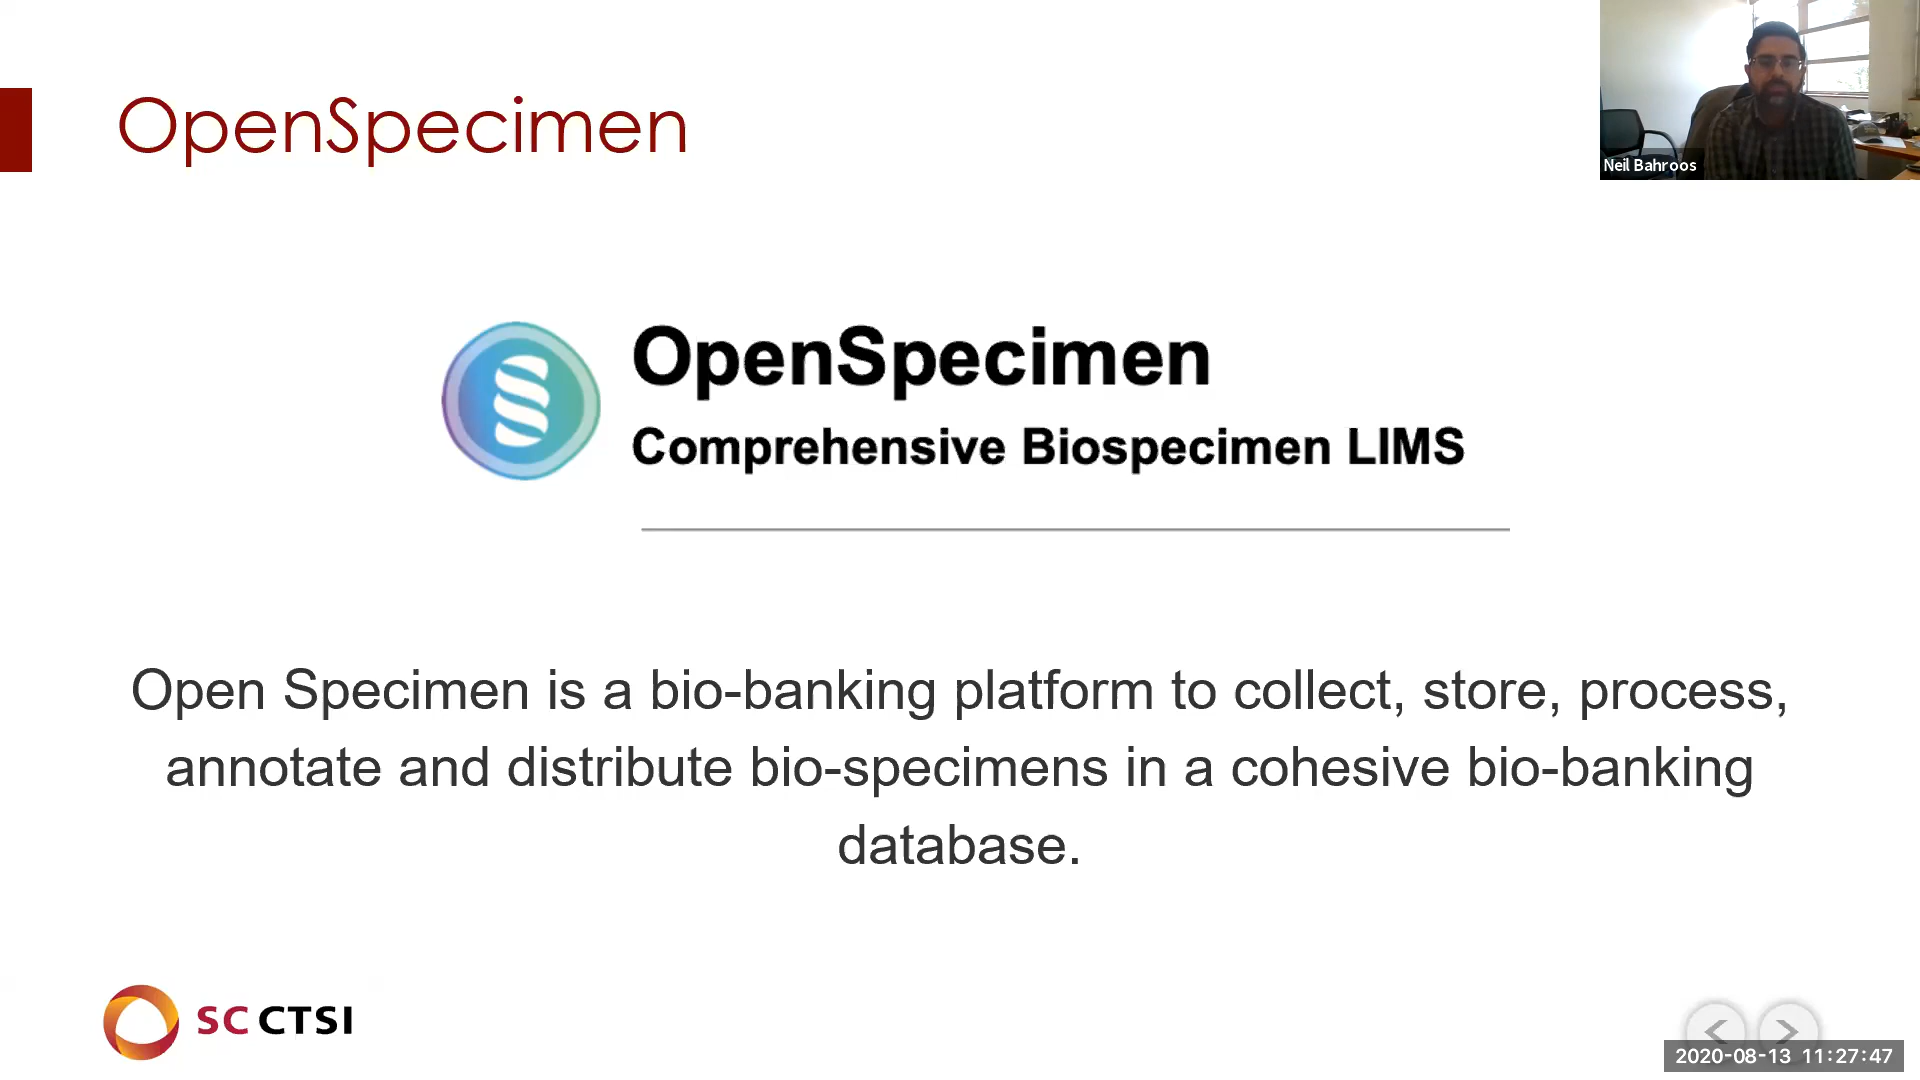 OpenSpecimen
Neil Bahroos
OpenSpecimen
Comprehensive Biospecimen LIMS
Open Specimen is a bio-banking platform to collect, store, process,
annotate and distribute bio-specimens in a cohesive bio-banking
database.
SC CTSI
2020-08-13 11:27:47